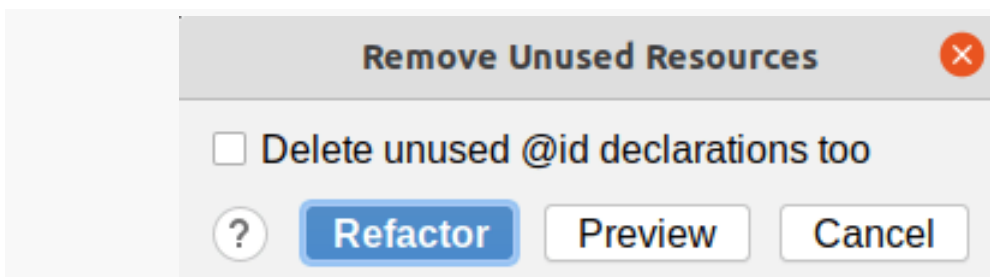 Remove Unused Resources
Delete unused @id declarations too
? Refactor Preview Cancel